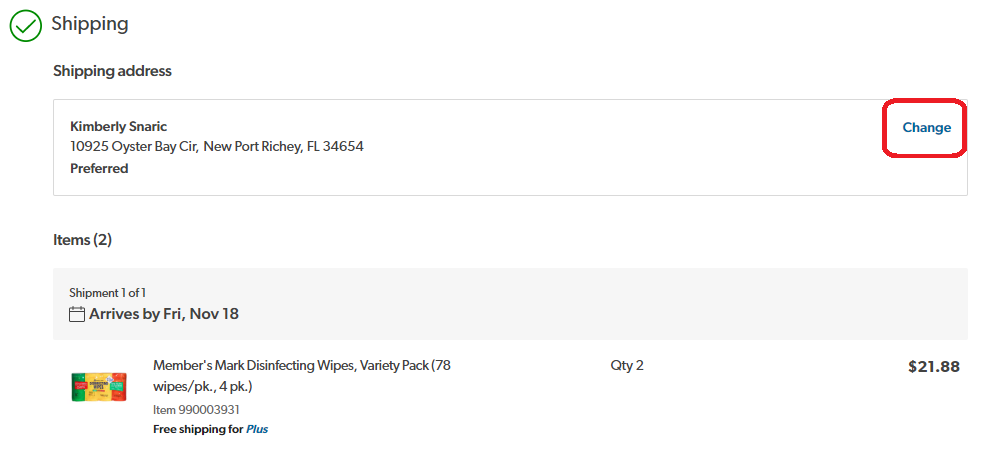 Shipping
Shipping address
Kimberly Snaric
Change
10925 Oyster Bay Cir, New Port Richey, FL 34654
Preferred
Items (2)
Shipment 1 of 1
Arrives by Fri, Nov 18
Member's Mark Disinfecting Wipes, Variety Pack (78
wipes/pk., 4 pk.)
Qty 2
$21.88
Item 990003931
Free shipping for Plus